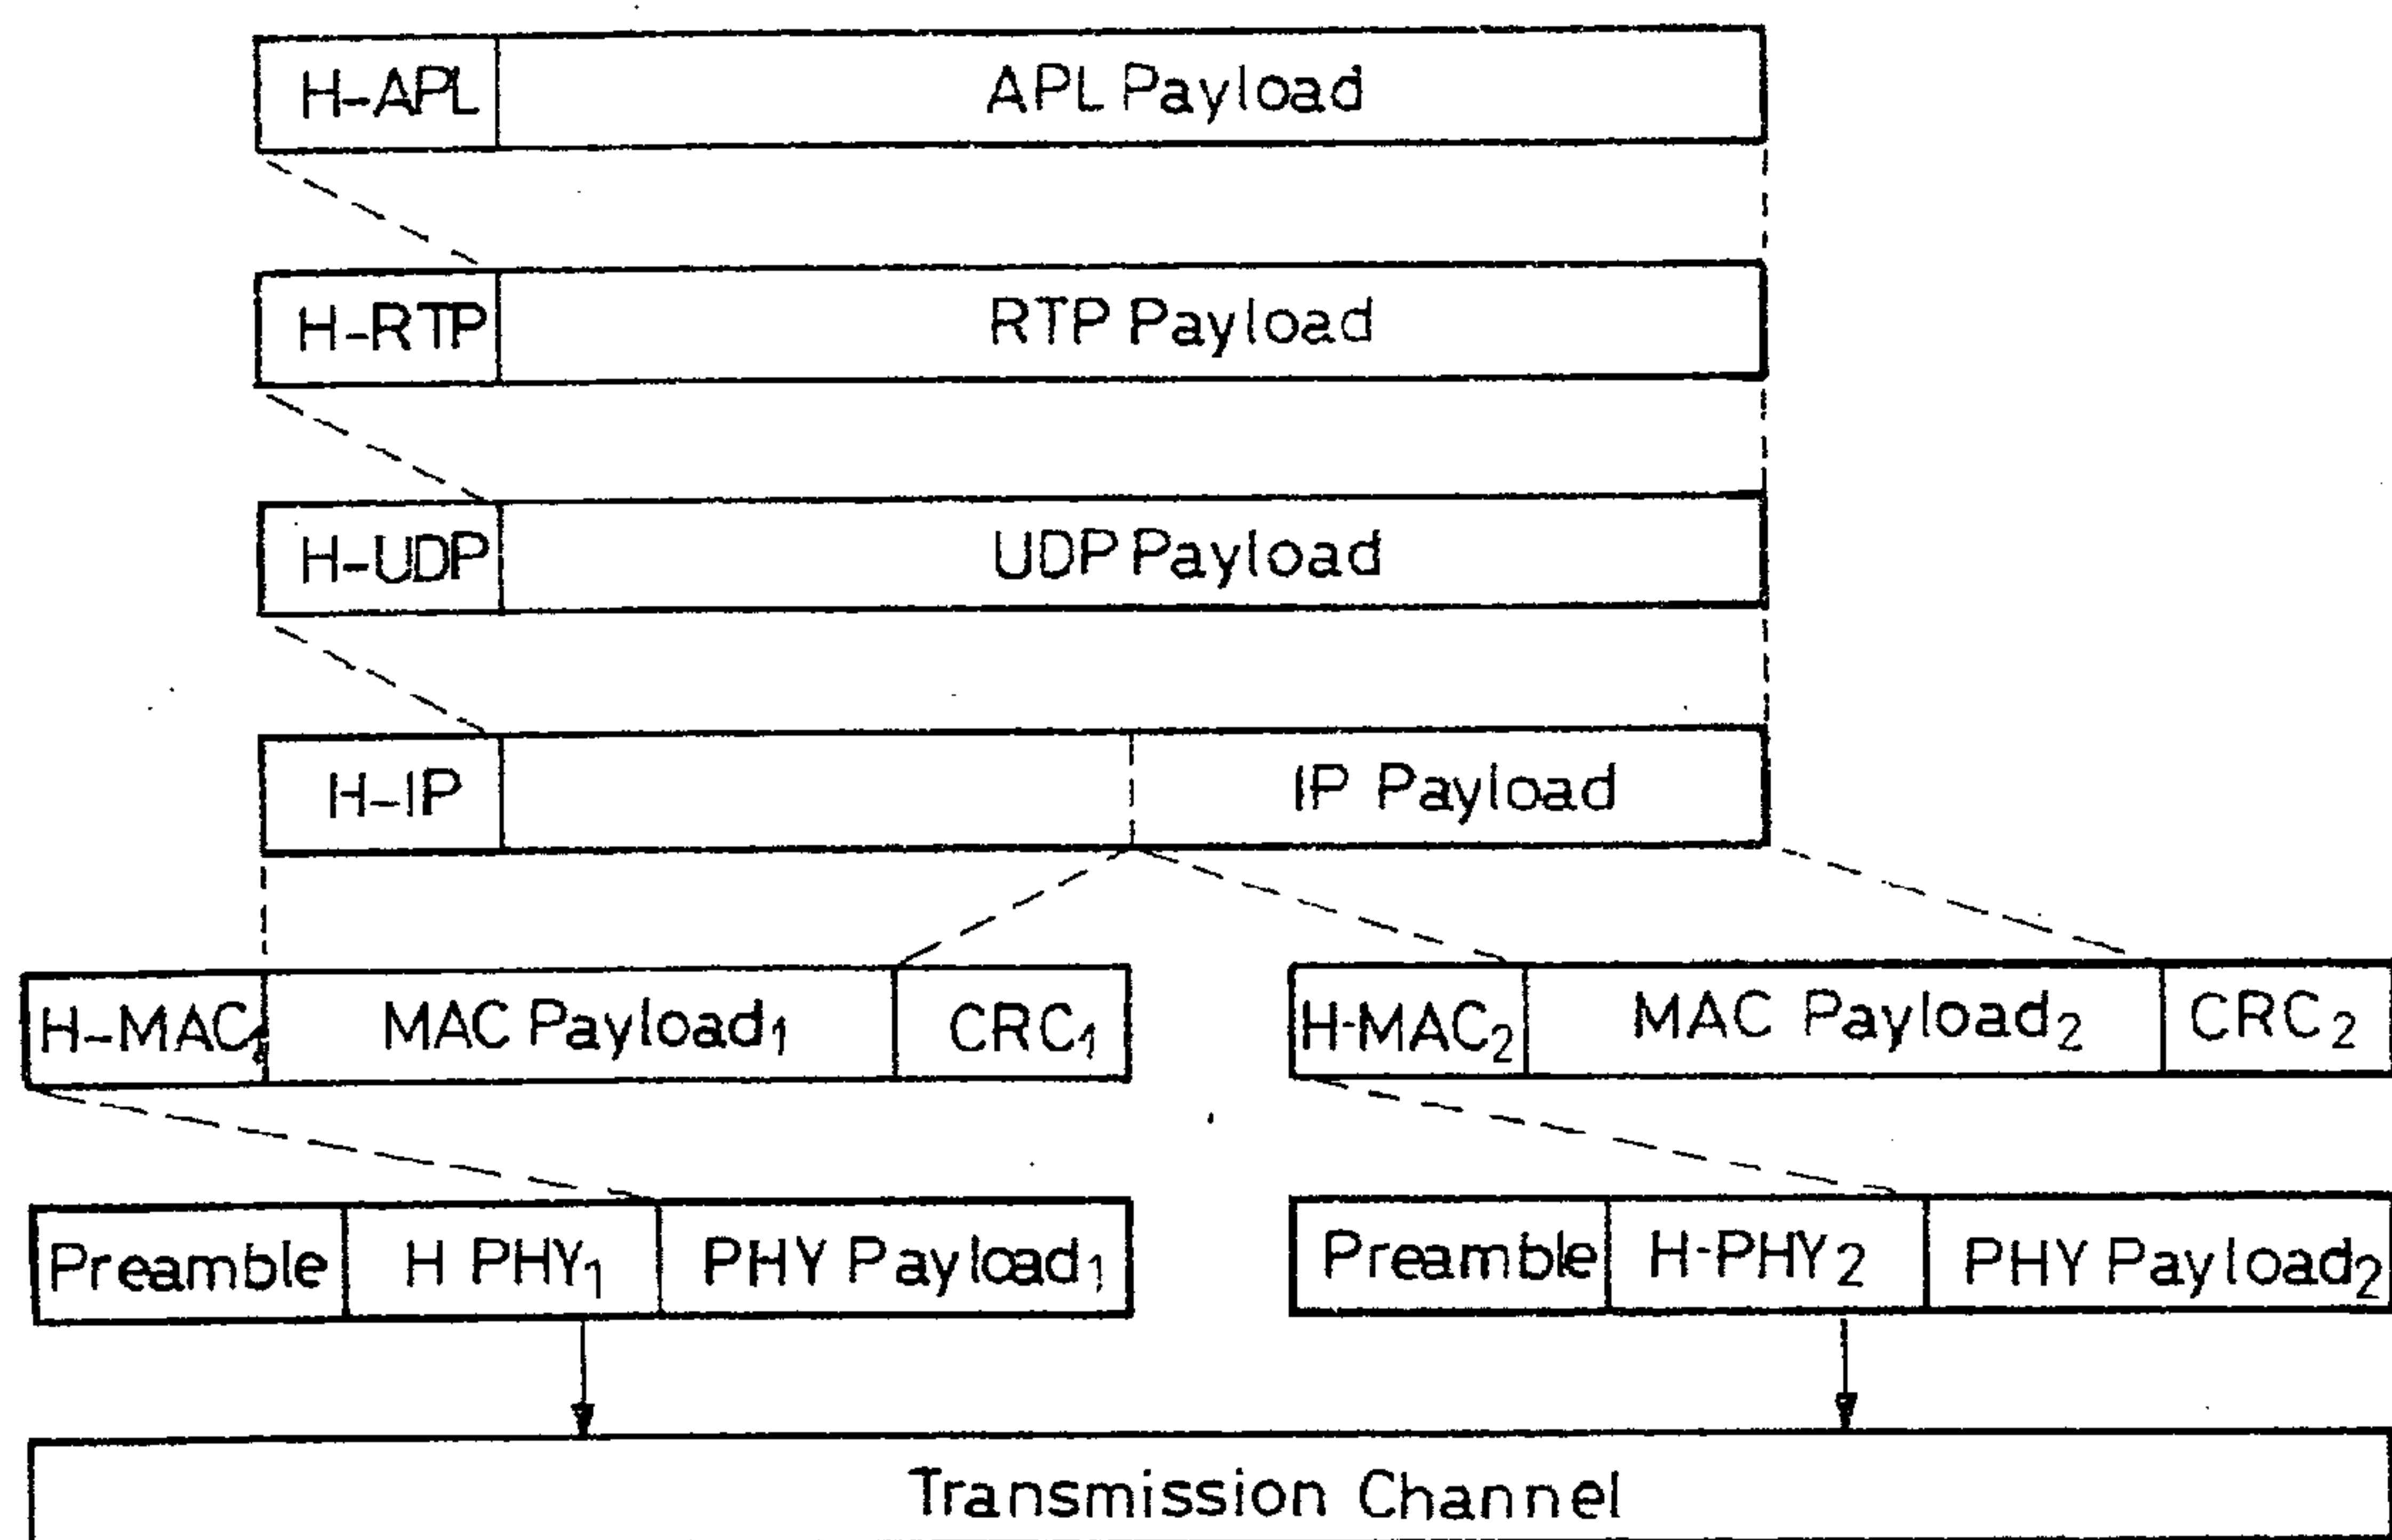 H-APL APL Payload
H-RTP RTP Payload
H-UDP UDP Payload
H-IP IP Payload
H-MAC₁ MAC Payload₁ CRC₁ H-MAC₂ MAC Payload₂ CRC₂
Preamble H PHY₁ PHY Payload₁ Preamble H-PHY₂ PHY Payload₂
Transmission Channel